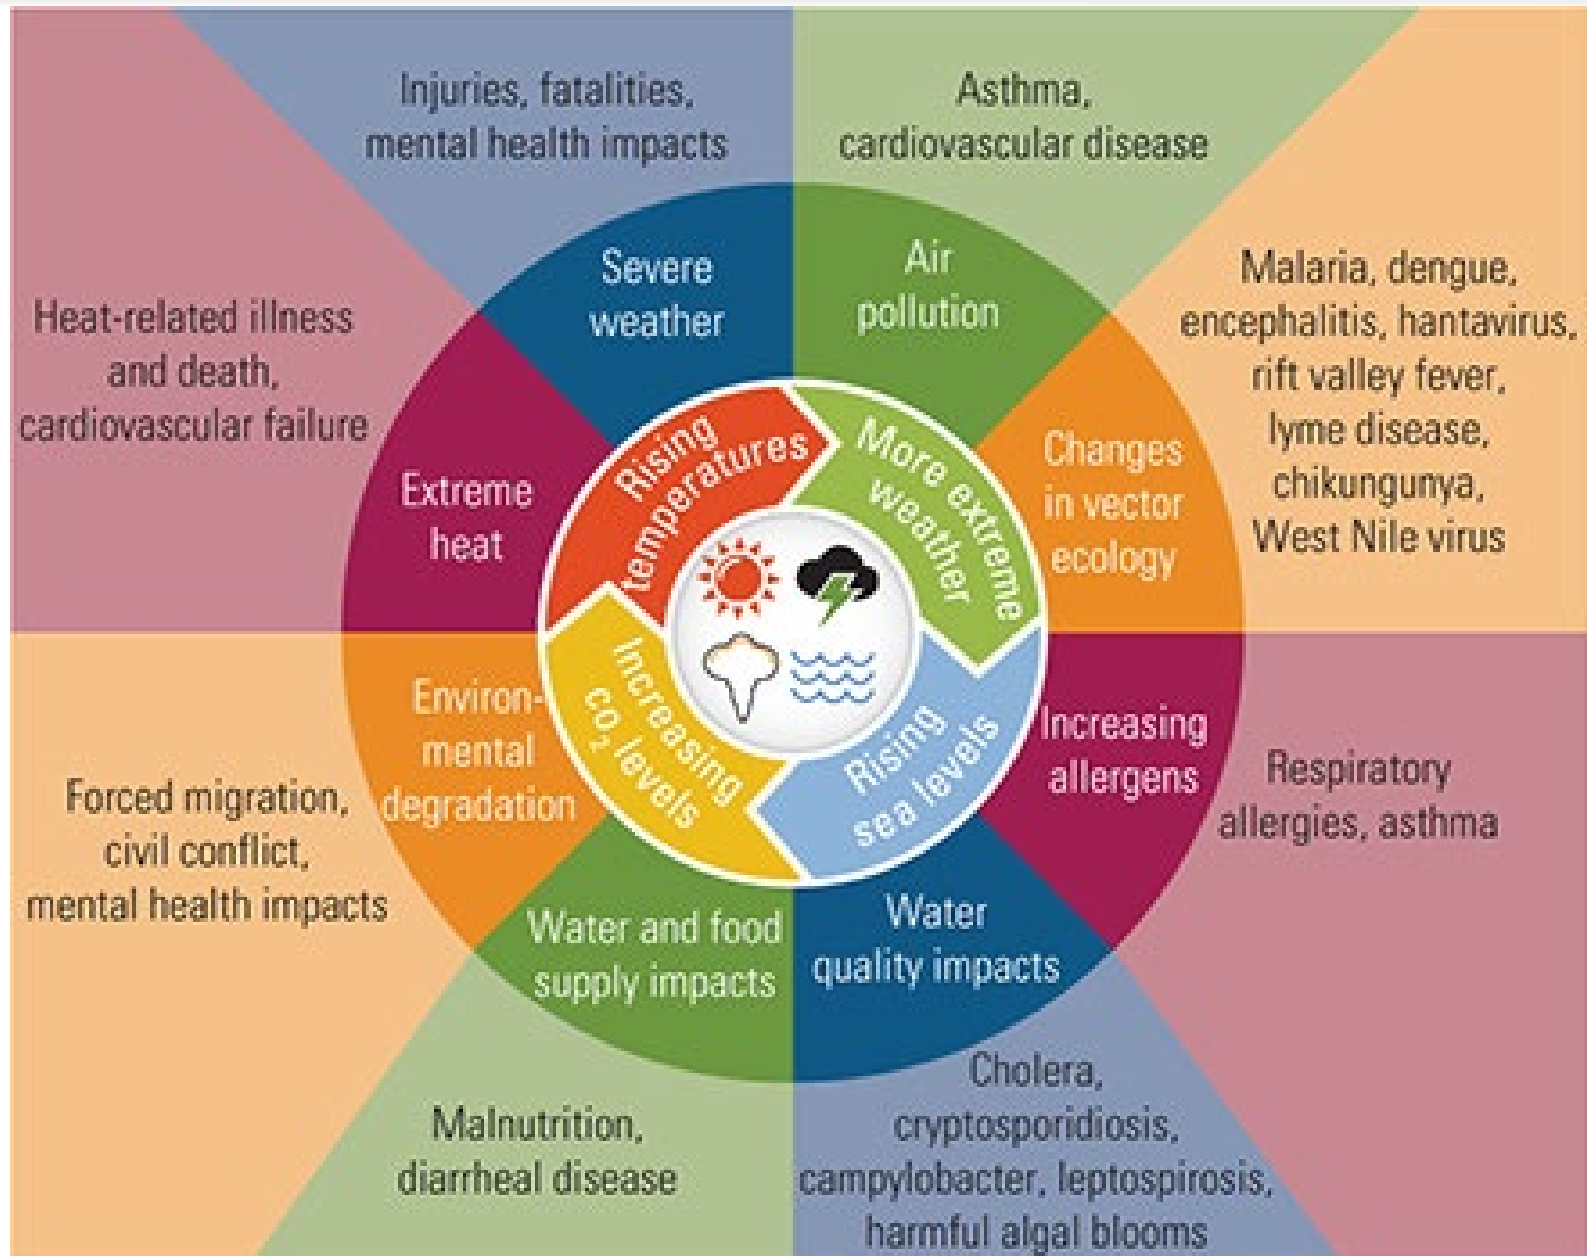 Injuries, fatalities,
mental health impacts
Asthma,
cardiovascular disease
Severe
weather
Air
pollution
Malaria, dengue,
encephalitis, hantavirus,
rift valley fever,
lyme disease,
chikungunya,
West Nile virus
Heat-related illness
and death,
cardiovascular failure
Extreme
heat
Rising
temperatures
More extreme
weather
Changes
in vector
ecology
Environ-
mental
degradation
Increasing
co₂ levels
Rising
sea levels
Increasing
allergens
Respiratory
allergies, asthma
Forced migration,
civil conflict,
mental health impacts
Water and food
supply impacts
Water
quality impacts
Malnutrition,
diarrheal disease
Cholera,
cryptosporidiosis,
campylobacter, leptospirosis,
harmful algal blooms